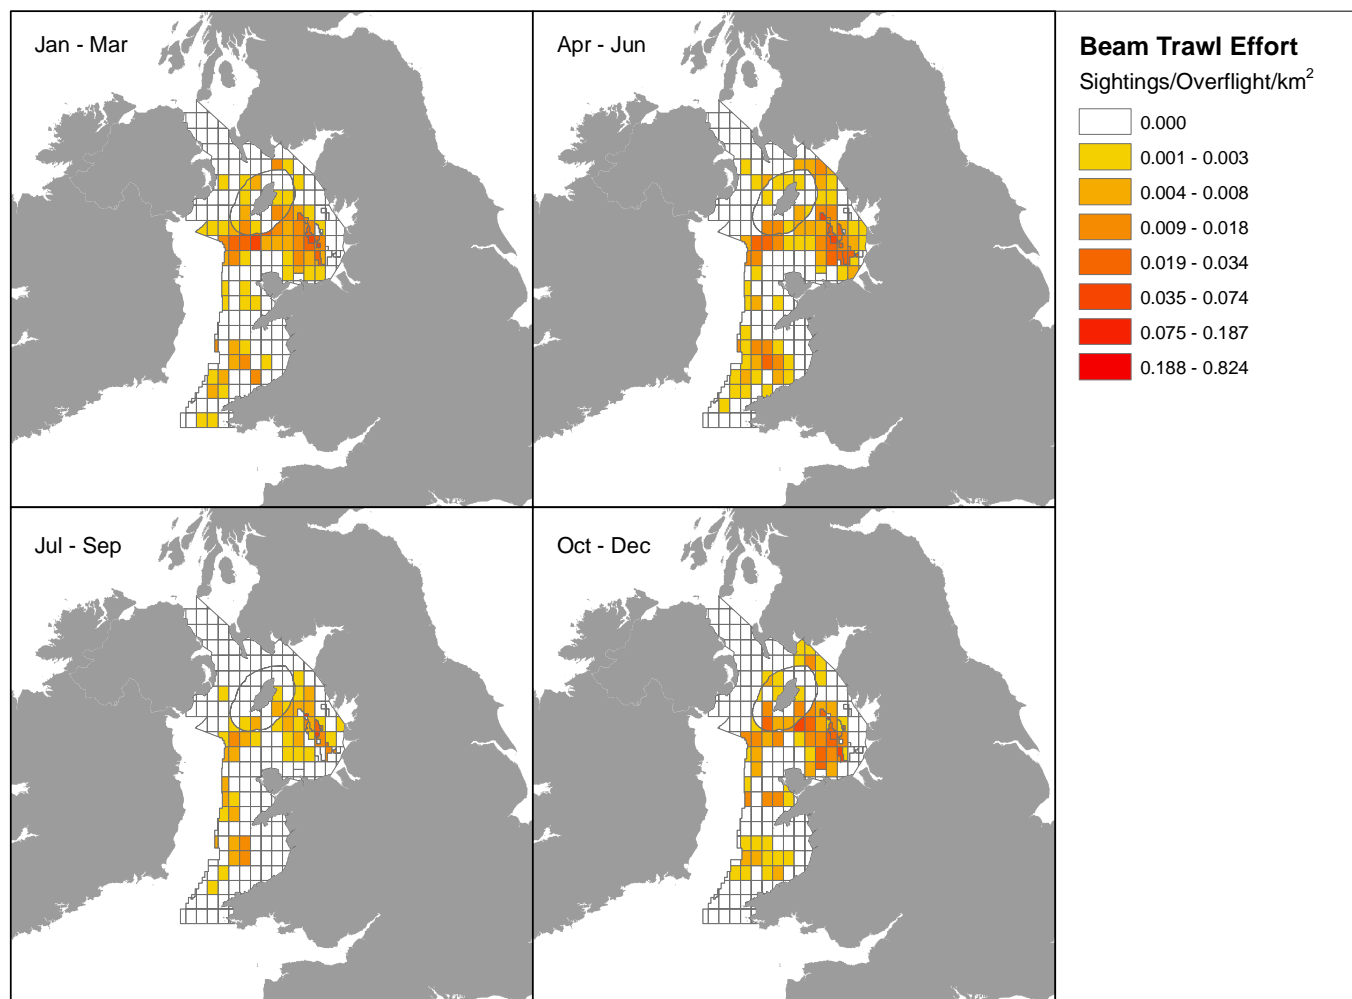 Jan - Mar
Apr - Jun
Jul - Sep
Oct - Dec
Beam Trawl Effort
Sightings/Overflight/km²
0.000
0.001 - 0.003
0.004 - 0.008
0.009 - 0.018
0.019 - 0.034
0.035 - 0.074
0.075 - 0.187
0.188 - 0.824